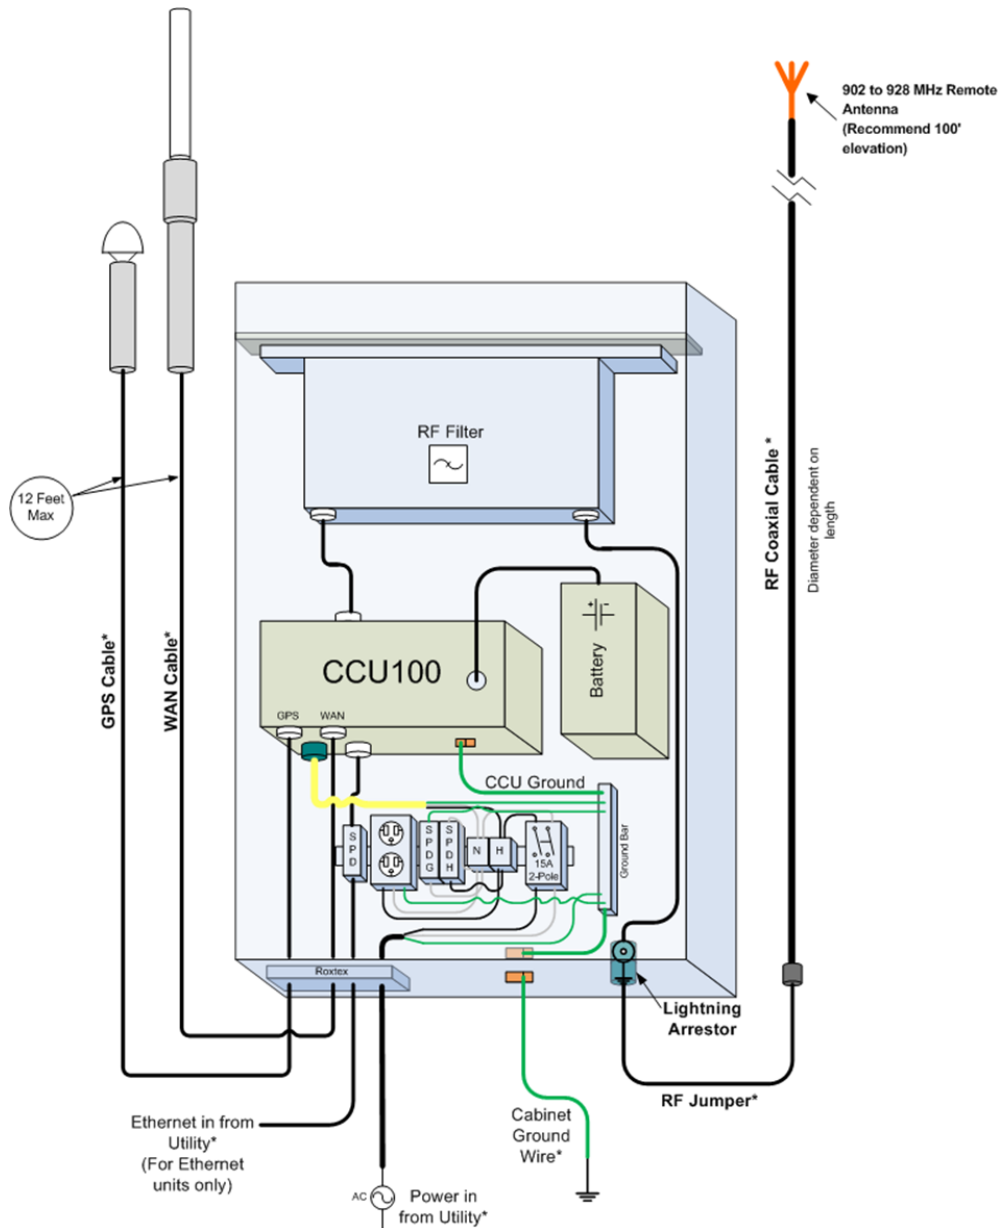 902 to 928 MHz Remote
Antenna
(Recommend 100'
elevation)
RF Filter
12 Feet
Max
RF Coaxial Cable *
Diameter dependent on
length
GPS Cable*
WAN Cable*
CCU100
GPS
WAN
+
-
Battery
CCU Ground
SPD
SPDG
SPDH
N
H
15A
2-Pole
Ground Bar
Roxtex
Lightning
Arrestor
RF Jumper*
Ethernet in from
Utility*
(For Ethernet
units only)
Cabinet
Ground
Wire*
AC
Power in
from Utility*